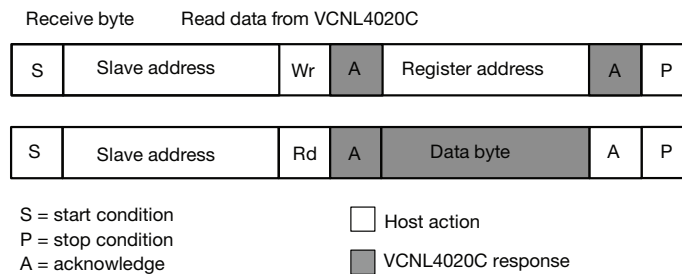 Receive byte Read data from VCNL4020C
S Slave address Wr A Register address A P
S Slave address Rd A Data byte A P
S = start condition
P = stop condition
A = acknowledge
Host action
VCNL4020C response